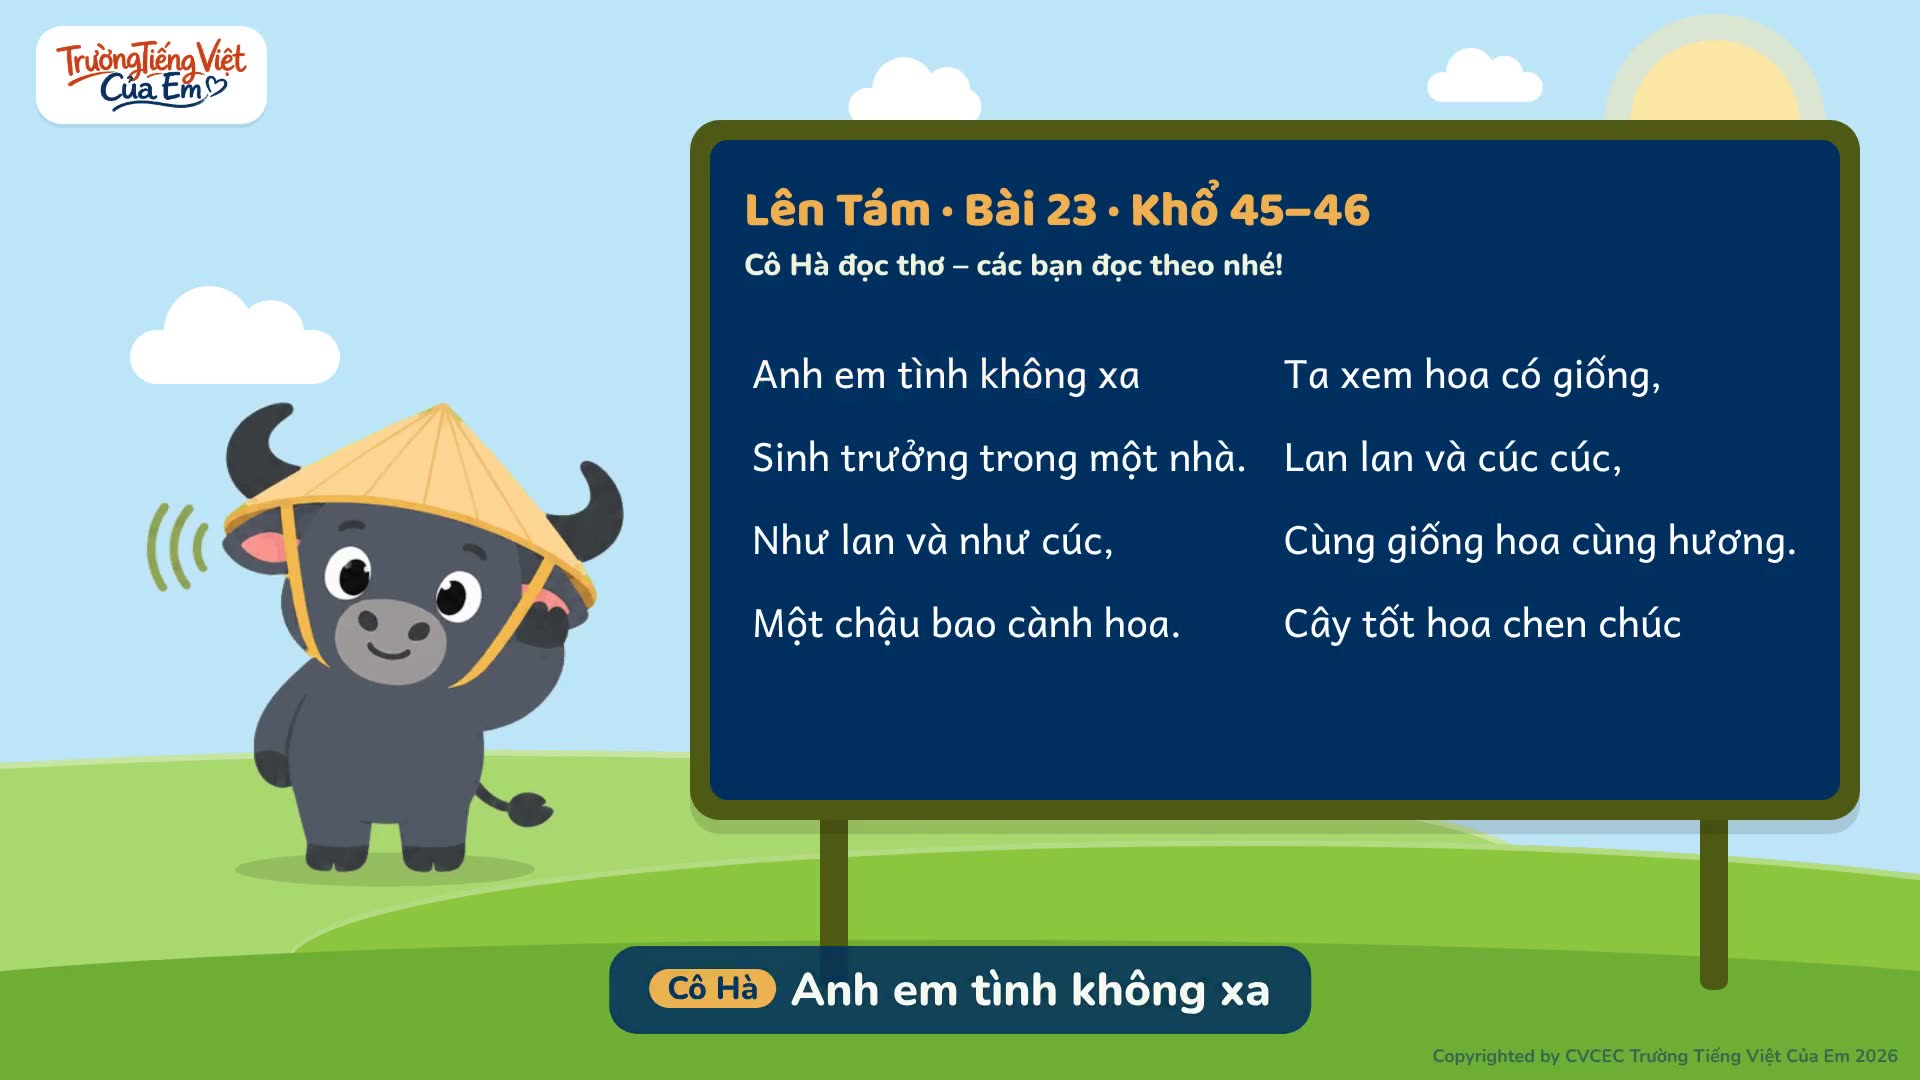 Trường Tiếng Việt
Của Em
Lên Tám • Bài 23 • Khổ 45–46
Cô Hà đọc thơ – các bạn đọc theo nhé!
Anh em tình không xa
Sinh trưởng trong một nhà.
Như lan và như cúc,
Một chậu bao cành hoa.
Ta xem hoa có giống,
Lan lan và cúc cúc,
Cùng giống hoa cùng hương.
Cây tốt hoa chen chúc
Cô Hà Anh em tình không xa
Copyrighted by CVCEC Trường Tiếng Việt Của Em 2026